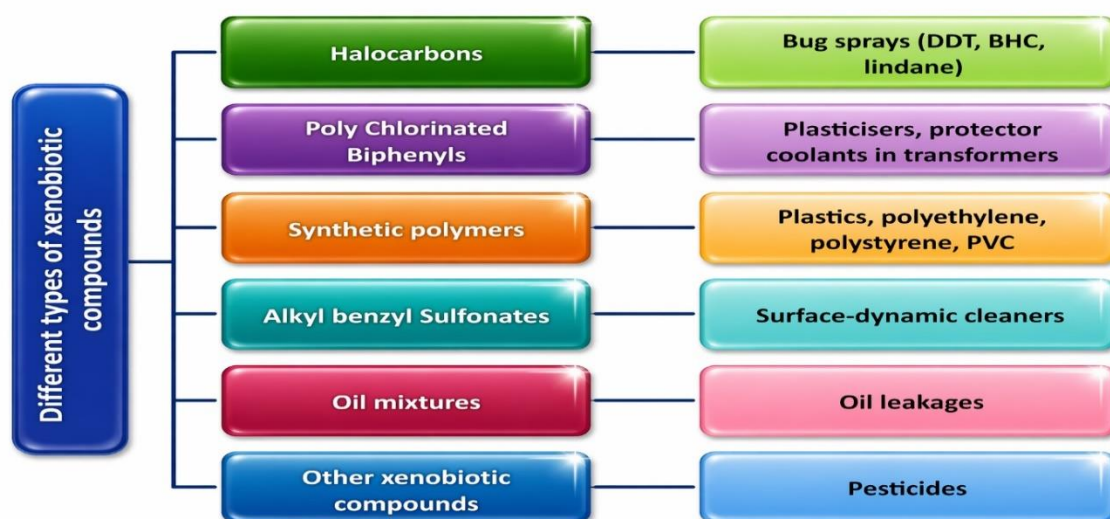 Different types of xenobiotic
compounds
Halocarbons
Bug sprays (DDT, BHC,
lindane)
Poly Chlorinated
Biphenyls
Plasticisers, protector
coolants in transformers
Synthetic polymers
Plastics, polyethylene,
polystyrene, PVC
Alkyl benzyl Sulfonates
Surface-dynamic cleaners
Oil mixtures
Oil leakages
Other xenobiotic
compounds
Pesticides